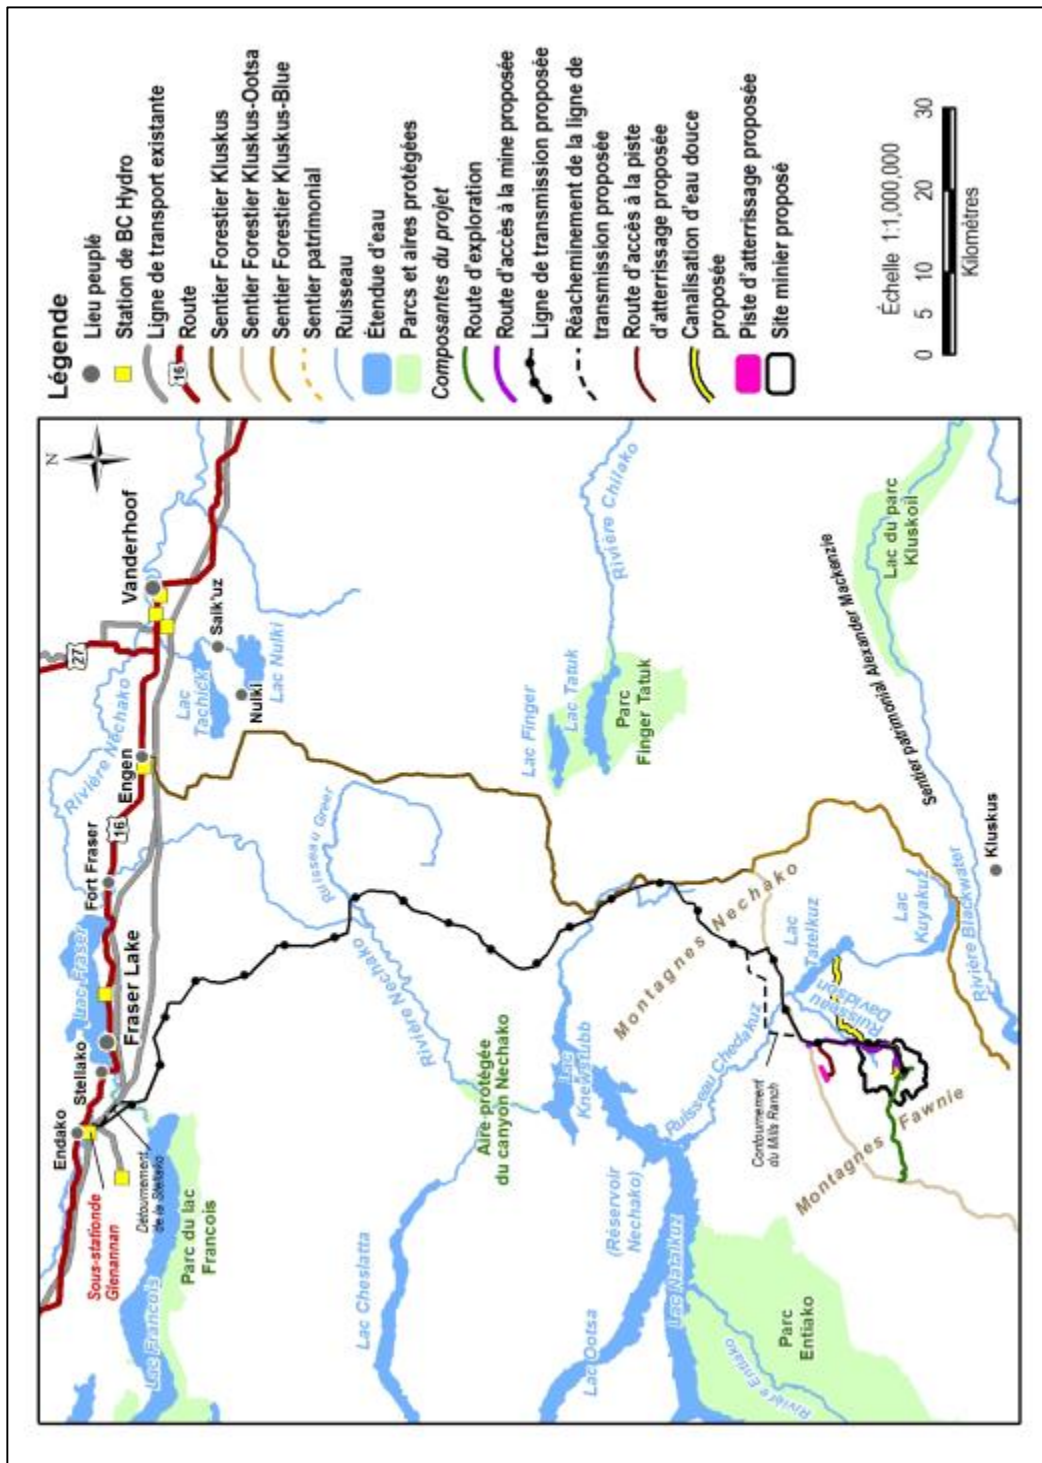 Légende
Lieu peuplé
Station de BC Hydro
Ligne de transport existante
16
Route
Sentier Forestier Kluskus
Sentier Forestier Kluskus-Ootsa
Sentier Forestier Kluskus-Blue
Sentier patrimonial
Ruisseau
Étendue d'eau
Parcs et aires protégées
Composantes du projet
Route d'exploration
Route d'accès à la mine proposée
Ligne de transmission proposée
Réacheminement de la ligne de
transmission proposée
Route d'accès à la piste
d'atterrissage proposée
Canalisation d'eau douce
proposée
Piste d'atterrissage proposée
Site minier proposé
Échelle 1:1,000,000
0 5 10 20 30
Kilomètres
N
Endako
Stellako
Fraser Lake
Lac Fraser
Fort Fraser
16
Engen
Rivière Nechako
27
Vanderhoof
Saik'uz
Lac
Tachick
Nulki
Lac Nulki
Sous-stationde
Glenannan
Détournement
de la Stellako
Lac Francois
Parc du lac
Francois
Ruisseau Greer
Rivière Nechako
Lac Cheslatta
Aire protégée
du canyon Nechako
Lac Finger
Lac Tatuk
Parc
Finger Tatuk
Rivière Chilako
Lac
Knewstubb
Montagnes Nechako
Lac Ootsa
(Réservoir
Nechako)
Lac Natalkuz
Ruisseau Chedakuz
Contournement
du Mills Ranch
Lac
Tatelkuz
Ruisseau
Davidson
Lac
Kuyakuz
Parc
Entiako
Rivière Entiako
Montagnes Fawnie
Rivière Blackwater
Kluskus
Sentier patrimonial Alexander Mackenzie
Lac du parc
Kluskoil